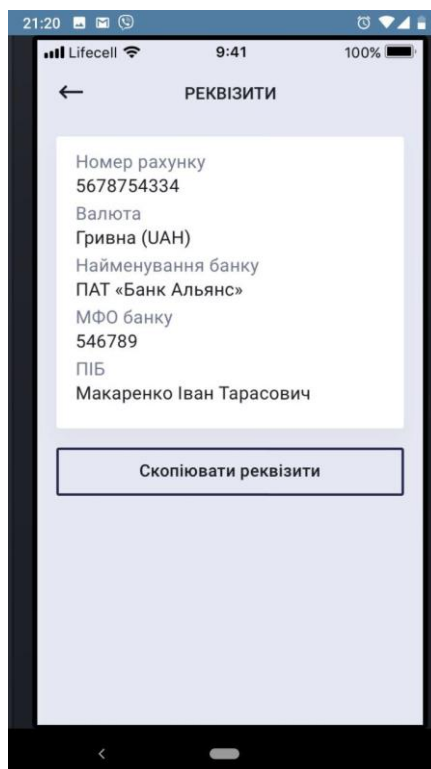 21:20
Lifecell 9:41 100%
РЕКВІЗИТИ
Номер рахунку
5678754334
Валюта
Гривна (UAH)
Найменування банку
ПАТ «Банк Альянс»
МФО банку
546789
ПІБ
Макаренко Іван Тарасович
Скопіювати реквізити